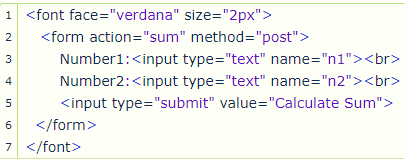 1 <font face="verdana" size="2px">
2 <form action="sum" method="post">
3 Number1:<input type="text" name="n1"><br>
4 Number2:<input type="text" name="n2"><br>
5 <input type="submit" value="Calculate Sum">
6 </form>
7 </font>